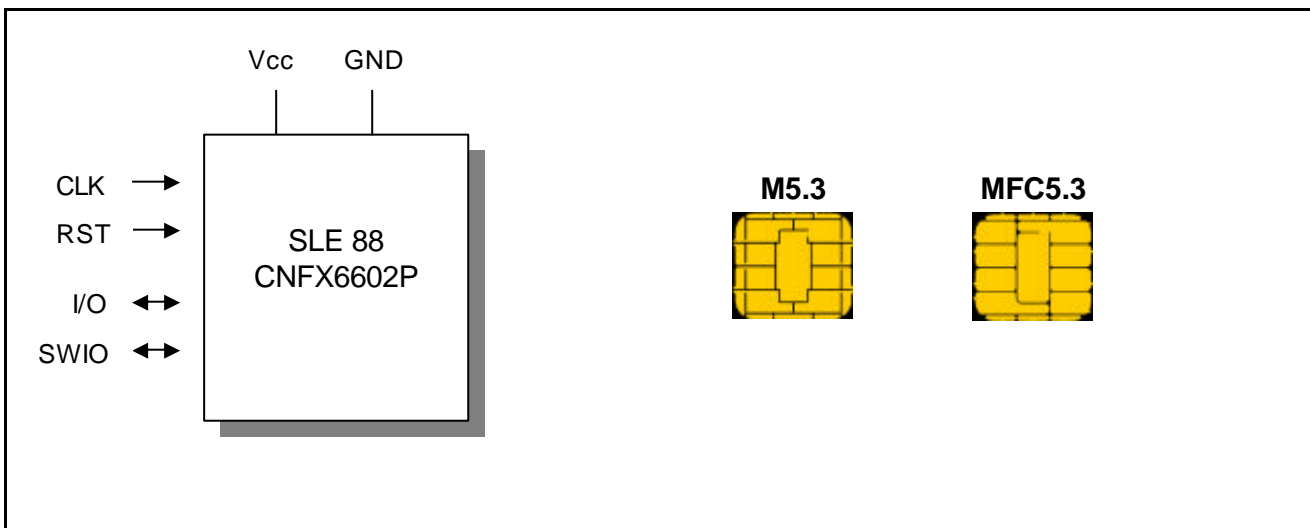 Vcc GND
CLK
RST
I/O
SWIO
SLE 88
CNFX6602P
M5.3 MFC5.3